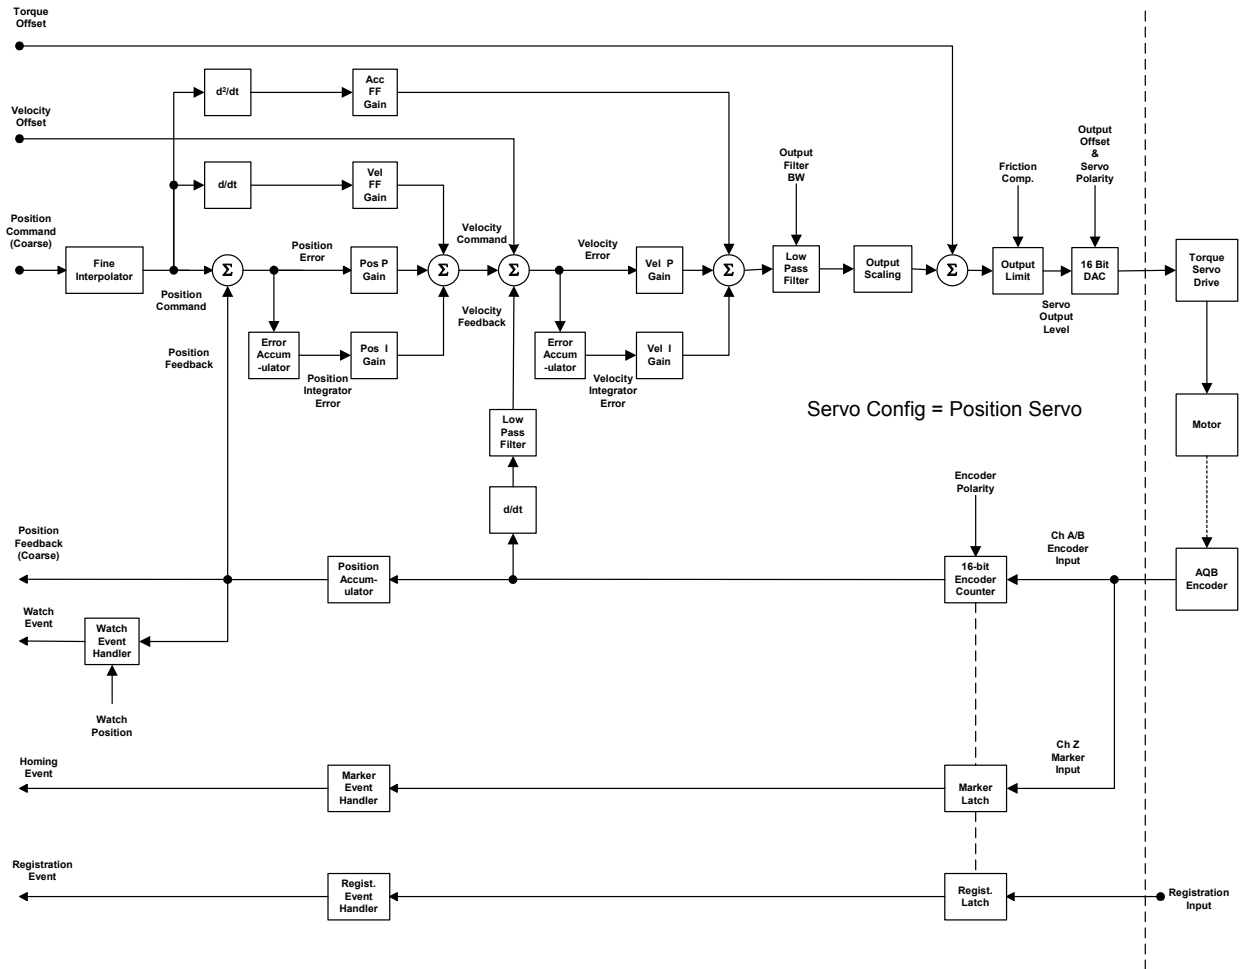 Torque
Offset
d²/dt
Acc
FF
Gain
Velocity
Offset
d/dt
Vel
FF
Gain
Output
Filter
BW
Friction
Comp.
Output
Offset
&
Servo
Polarity
Position
Command
(Coarse)
Fine
Interpolator
Position
Command
Σ
Position
Error
Pos P
Gain
Σ
Velocity
Command
Σ
Velocity
Error
Vel P
Gain
Σ
Low
Pass
Filter
Output
Scaling
Σ
Output
Limit
Servo
Output
Level
16 Bit
DAC
Torque
Servo
Drive
Position
Feedback
Error
Accum
-ulator
Position
Integrator
Error
Pos I
Gain
Velocity
Feedback
Error
Accum
-ulator
Velocity
Integrator
Error
Vel I
Gain
Servo Config = Position Servo
Low
Pass
Filter
Motor
d/dt
Encoder
Polarity
Position
Feedback
(Coarse)
Position
Accum-
ulator
16-bit
Encoder
Counter
Ch A/B
Encoder
Input
AQB
Encoder
Watch
Event
Watch
Event
Handler
Watch
Position
Homing
Event
Marker
Event
Handler
Marker
Latch
Ch Z
Marker
Input
Registration
Event
Regist.
Event
Handler
Regist.
Latch
Registration
Input